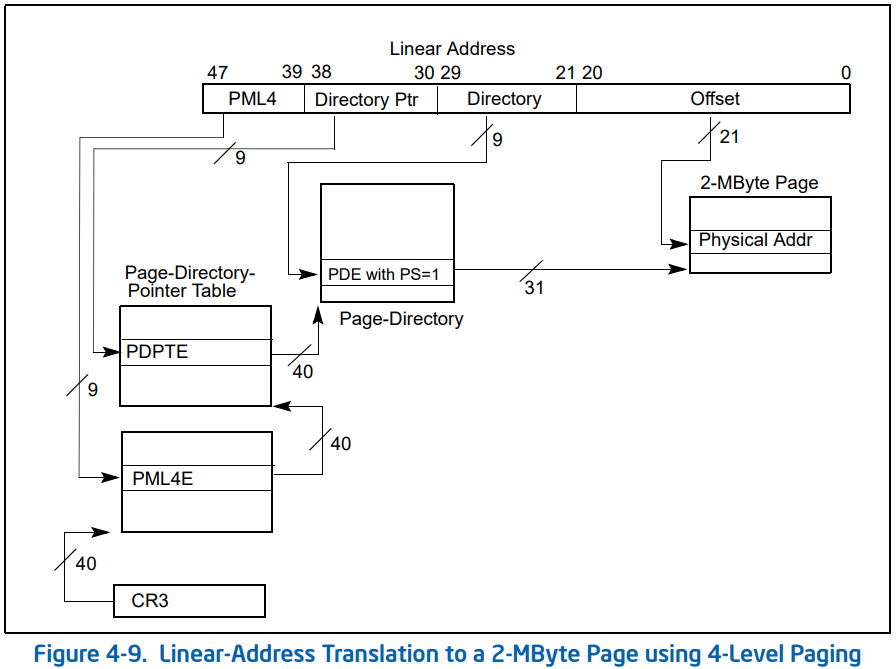 Linear Address
47 39 38 30 29 21 20 0
PML4 Directory Ptr Directory Offset
9 9 21
2-MByte Page
Physical Addr
PDE with PS=1
31
Page-Directory-
Pointer Table
Page-Directory
PDPTE
40
9
40
PML4E
40
CR3
Figure 4-9. Linear-Address Translation to a 2-MByte Page using 4-Level Paging